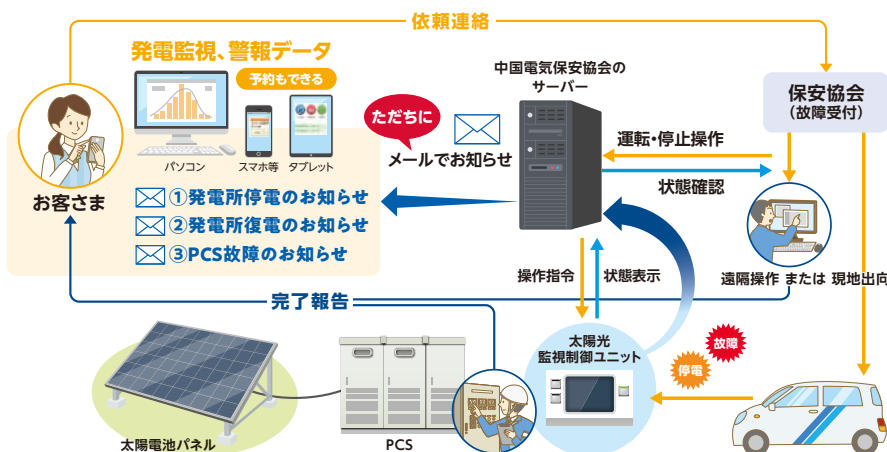 依頼連絡
発電監視、警報データ
予約もできる
パソコン
スマホ等
タブレット
お客さま
ただちに
メールでお知らせ
①発電所停電のお知らせ
②発電所復電のお知らせ
③PCS故障のお知らせ
中国電気保安協会の
サーバー
運転・停止操作
状態確認
保安協会
（故障受付）
遠隔操作 または 現地出向
操作指令
状態表示
完了報告
太陽光
監視制御ユニット
故障
停電
太陽電池パネル
PCS